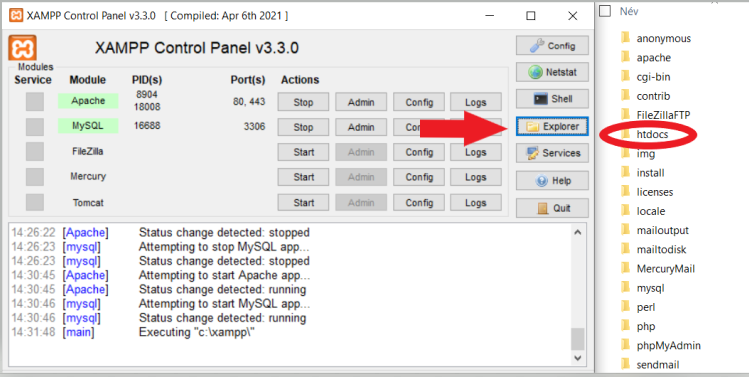 XAMPP Control Panel v3.3.0 [ Compiled: Apr 6th 2021 ]
XAMPP Control Panel v3.3.0
Config
Modules
Service Module PID(s) Port(s) Actions
Netstat
Apache 8904 18008 80, 443 Stop Admin Config Logs
Shell
MySQL 16688 3306 Stop Admin Logs
Explorer
FileZilla Start Admin Config Logs
Services
Mercury Start Admin Config Logs
Help
Tomcat Start Admin Config Logs
Quit
14:26:22 [Apache] Status change detected: stopped
14:26:23 [mysql] Attempting to stop MySQL app...
14:26:23 [mysql] Status change detected: stopped
14:30:45 [Apache] Attempting to start Apache app...
14:30:45 [Apache] Status change detected: running
14:30:46 [mysql] Attempting to start MySQL app...
14:30:46 [mysql] Status change detected: running
14:31:48 [main] Executing "c:\xampp\"
Név
anonymous
apache
cgi-bin
contrib
FileZillaFTP
htdocs
img
install
licenses
locale
mailoutput
mailtodisk
MercuryMail
mysql
perl
php
phpMyAdmin
sendmail